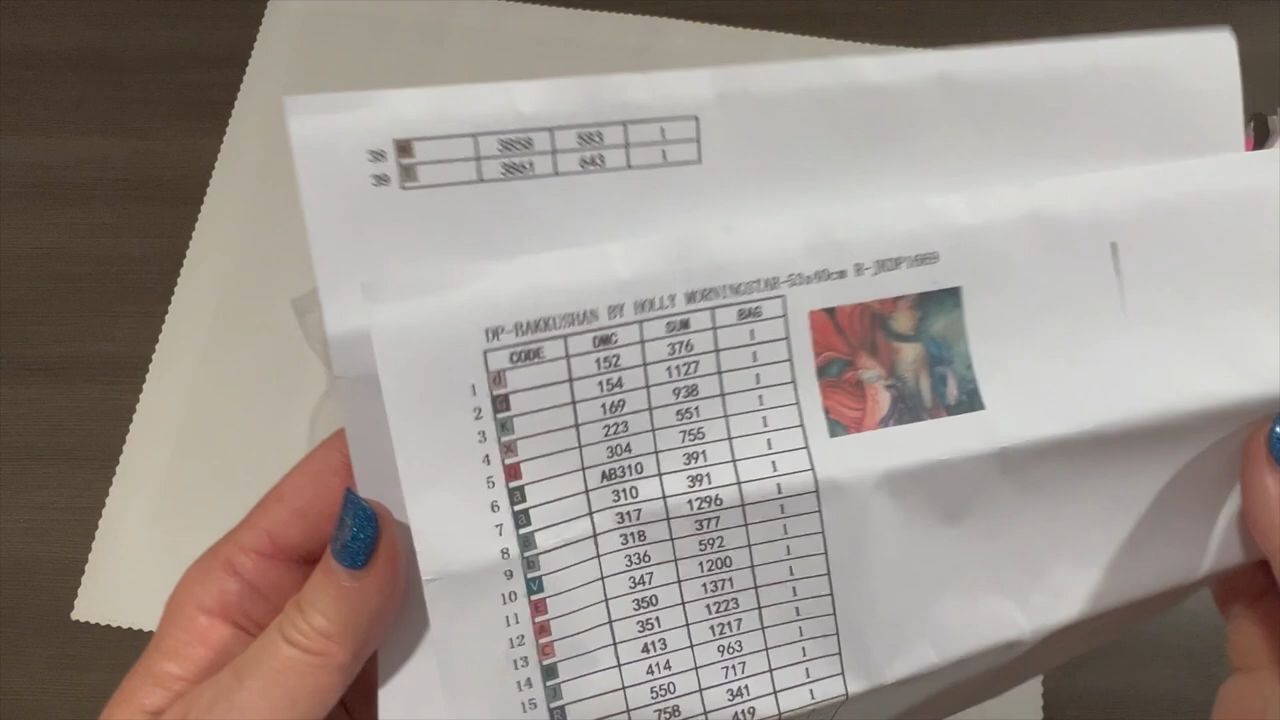 38 3858 583 1
39 3861 643 1
DP-BAKKUSHAN BY HOLLY MORNINGSTAR-53x90cm
CODE DMC SUM BAG
1 d 152 376 1
2 G 154 1127 1
3 K 169 938 1
4 X 223 551 1
5 Q 304 755 1
6 a AB310 391 1
7 a 310 391 1
8 317 1296 1
9 b 318 377 1
10 V 336 592 1
11 E 347 1200 1
12 A 350 1371 1
13 C 351 1223 1
14 413 1217 1
15 J 414 963 1
R 550 717 1
758 341 1
419